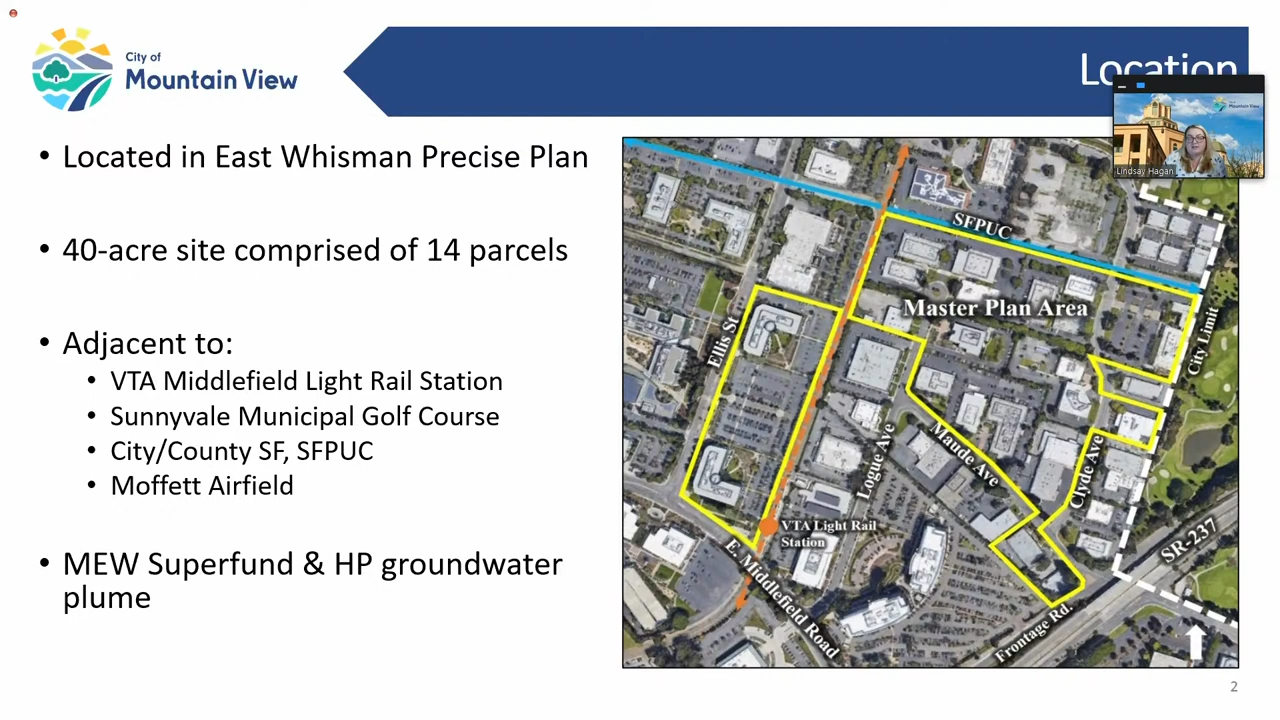 City of
Mountain View
Location
Lindsay Hagan
• Located in East Whisman Precise Plan
• 40-acre site comprised of 14 parcels
• Adjacent to:
• VTA Middlefield Light Rail Station
• Sunnyvale Municipal Golf Course
• City/County SF, SFPUC
• Moffett Airfield
• MEW Superfund & HP groundwater
plume
SFPUC
Master Plan Area
Ellis St
City Limit
Logue Ave
Maude Ave
Clyde Ave
VTA Light Rail
Station
E. Middlefield Road
SR-237
Frontage Rd.
2